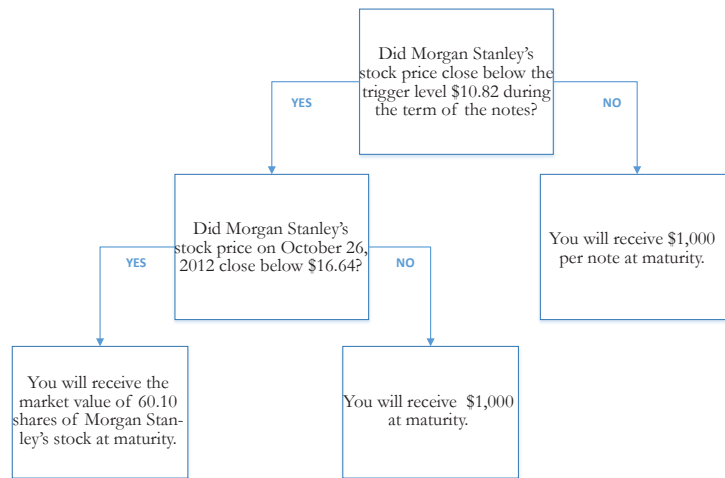 Did Morgan Stanley's
stock price close below the
trigger level $10.82 during
the term of the notes?
YES
NO
Did Morgan Stanley's
stock price on October 26,
2012 close below $16.64?
You will receive $1,000
per note at maturity.
YES
NO
You will receive the
market value of 60.10
shares of Morgan Stan-
ley's stock at maturity.
You will receive $1,000
at maturity.